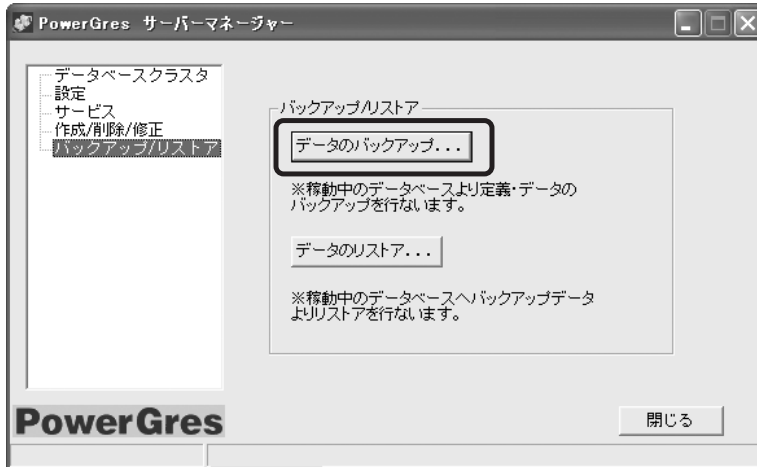 PowerGres サーバーマネージャー
データベースクラスタ
設定
サービス
作成/削除/修正
バックアップ/リストア
バックアップ/リストア
データのバックアップ...
※稼動中のデータベースより定義・データの
バックアップを行ないます。
データのリストア...
※稼動中のデータベースへバックアップデータ
よりリストアを行ないます。
PowerGres
閉じる